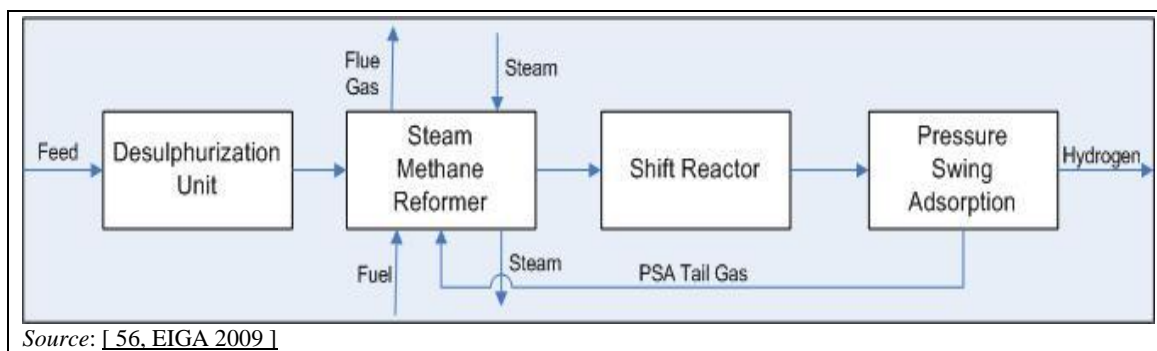 Flue
Gas
Steam
Feed
Desulphurization
Unit
Steam
Methane
Reformer
Shift Reactor
Pressure
Swing
Adsorption
Hydrogen
Fuel
Steam
PSA Tail Gas
Source: [ 56, EIGA 2009 ]